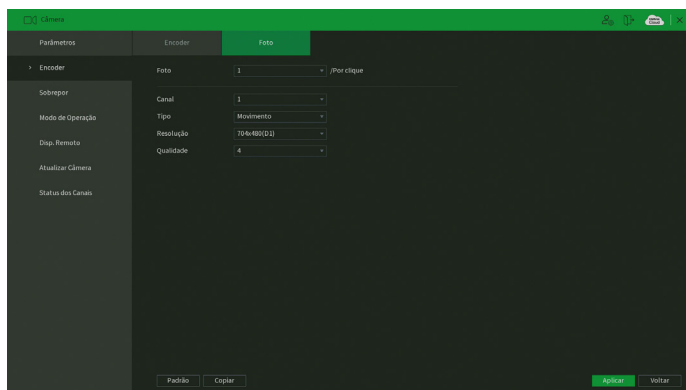 Câmera
Parâmetros
Encoder
Foto
> Encoder
Foto 1 /Por clique
Sobrepor
Canal 1
Modo de Operação
Tipo Movimento
Resolução 704x480(D1)
Disp. Remoto
Qualidade 4
Atualizar Câmera
Status dos Canais
Padrão
Copiar
Aplicar
Voltar